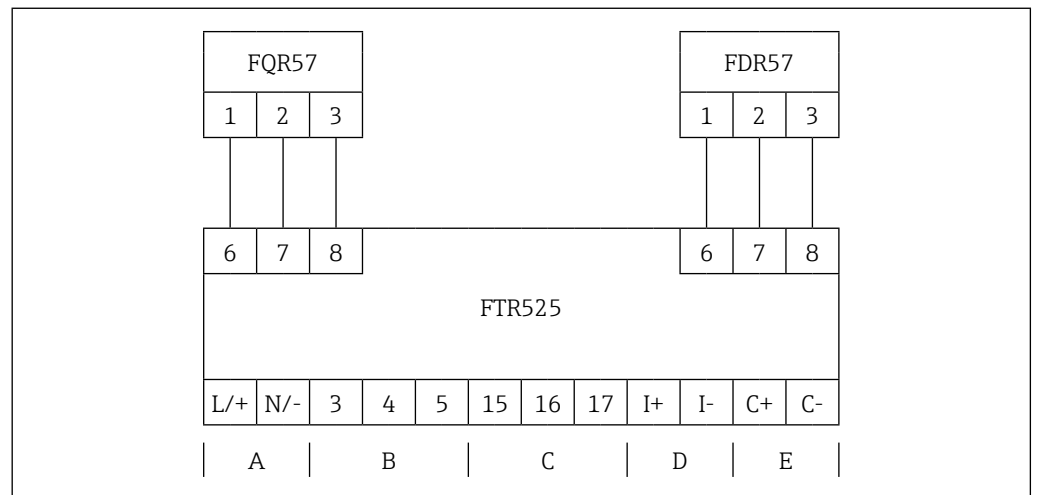 FQR57 FDR57
1 2 3 1 2 3
6 7 8 6 7 8
FTR525
L/+ N/- 3 4 5 15 16 17 I+ I- C+ C-
A B C D E